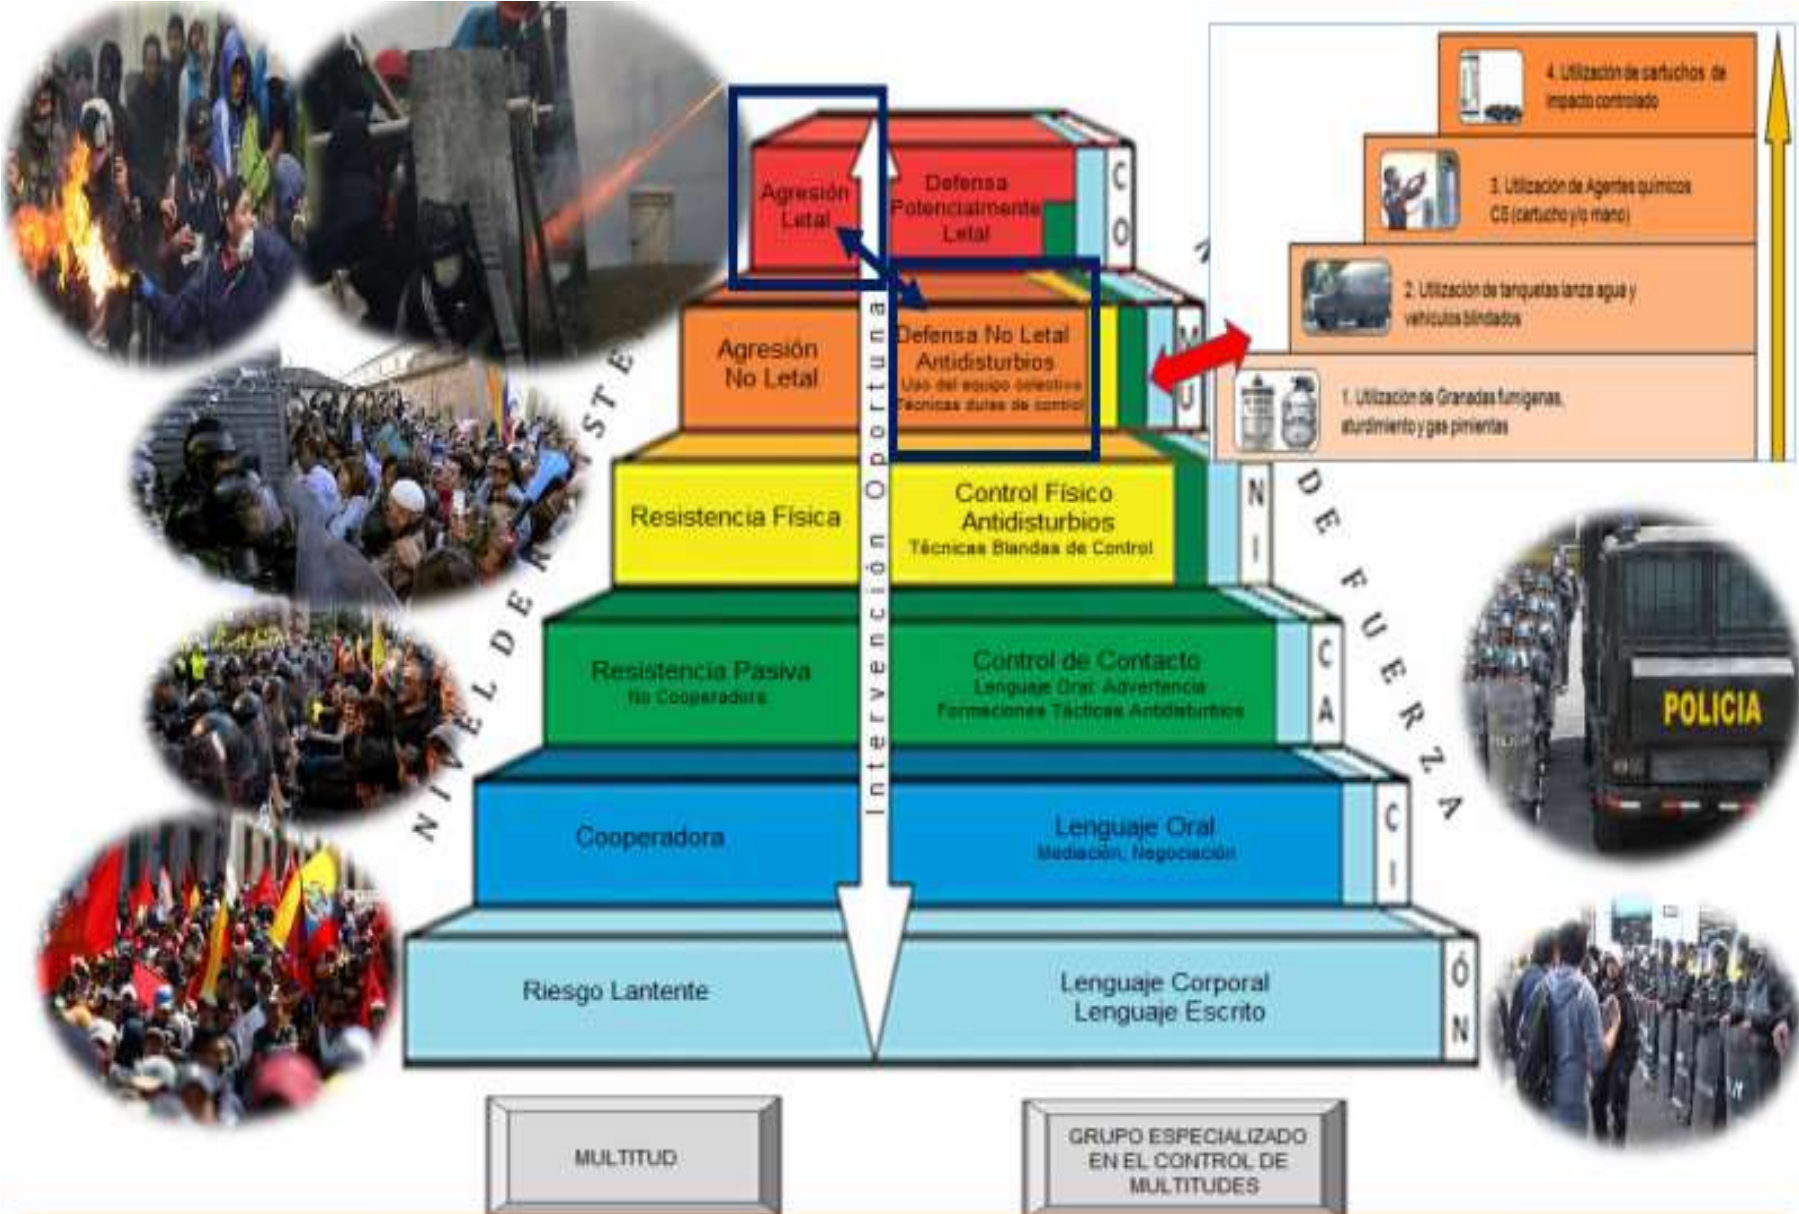 4. Utilización de cartuchos de
impacto controlado
3. Utilización de Agentes químicos
CS (cartucho y/o mano)
2. Utilización de tanquetas lanza agua y
vehículos blindados
1. Utilización de Granadas fumígenas,
aturdimiento y gas pimientas
Agresión
Letal
Defensa
Potencialmente
Letal
Agresión
No Letal
Defensa No Letal
Antidisturbios
Uso del equipo colectivo
Técnicas duras de control
Resistencia Física
Control Físico
Antidisturbios
Técnicas Blandas de Control
Resistencia Pasiva
No Cooperadora
Control de Contacto
Lenguaje Oral: Advertencia
Formaciones Tácticas Antidisturbios
Cooperadora
Lenguaje Oral
Mediación, Negociación
Riesgo Lantente
Lenguaje Corporal
Lenguaje Escrito
Intervención Oportuna
COMUNICACIÓN
NIVEL DE
DE FUERZA
POLICIA
MULTITUD
GRUPO ESPECIALIZADO
EN EL CONTROL DE
MULTITUDES